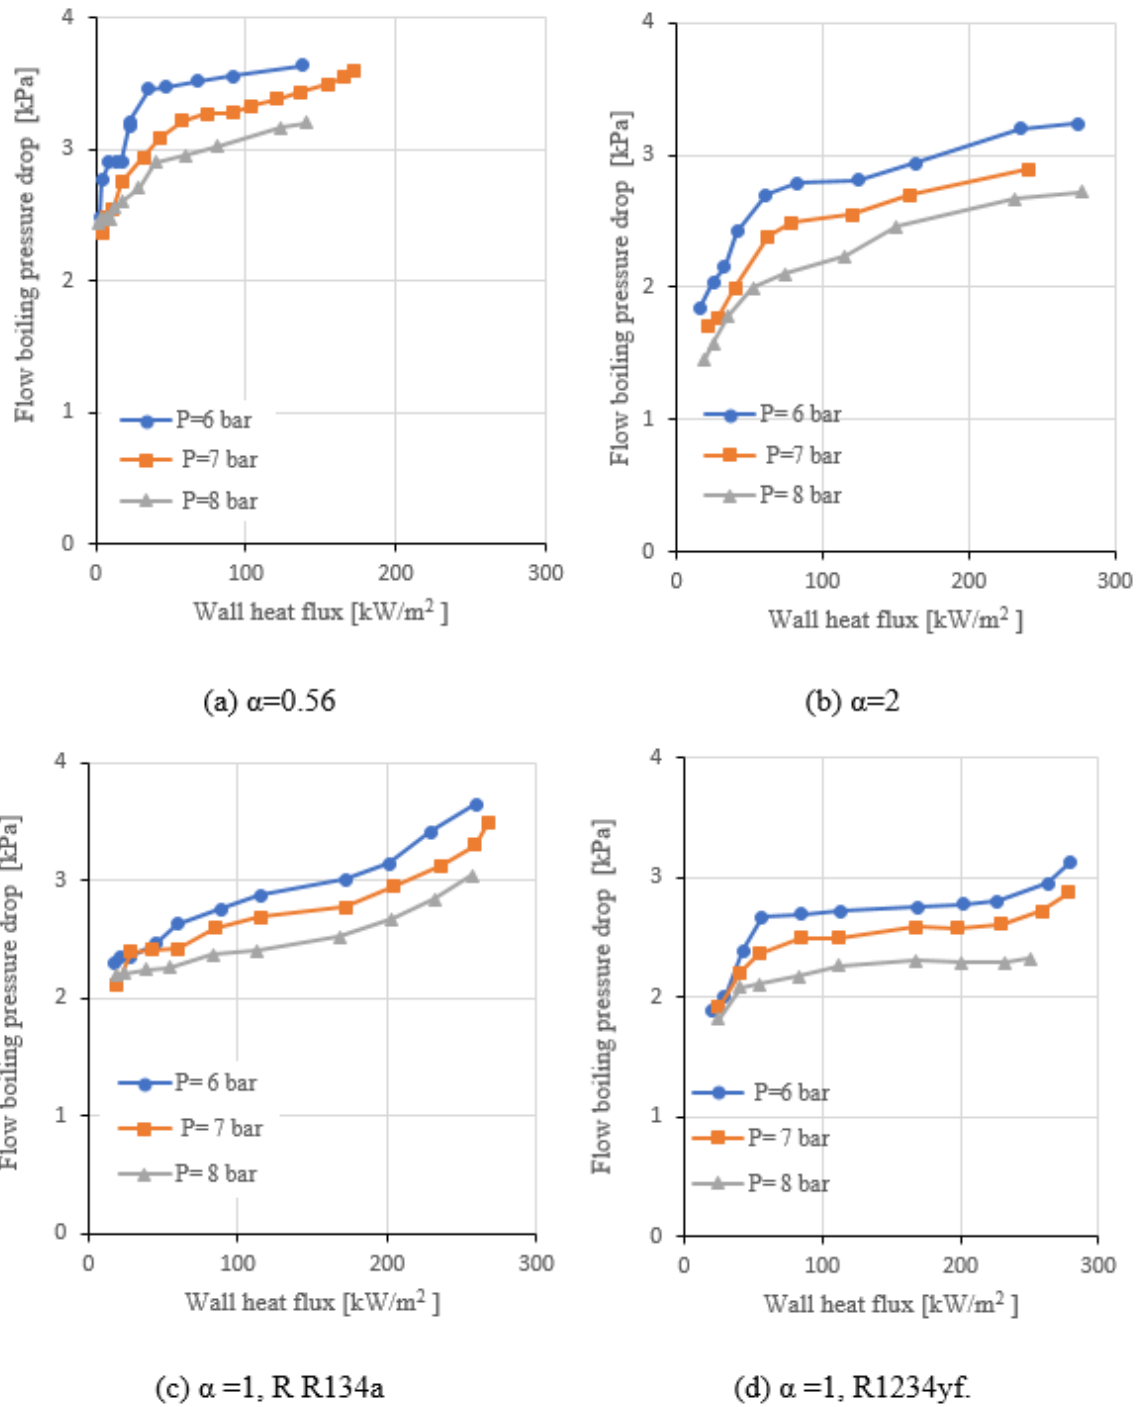 4
3
2
1
0
0 100 200 300
Flow boiling pressure drop [kPa]
P=6 bar
P=7 bar
P=8 bar
Wall heat flux [kW/m² ]
(a) α=0.56
4
3
2
1
0
0 100 200 300
Flow boiling pressure drop [kPa]
P= 6 bar
P=7 bar
P= 8 bar
Wall heat flux [kW/m² ]
(b) α=2
4
3
2
1
0
0 100 200 300
Flow boiling pressure drop [kPa]
P= 6 bar
P= 7 bar
P= 8 bar
Wall heat flux [kW/m² ]
(c) α =1, R R134a
4
3
2
1
0
0 100 200 300
Flow boiling pressure drop [kPa]
P=6 bar
P= 7 bar
P= 8 bar
Wall heat flux [kW/m² ]
(d) α =1, R1234yf.